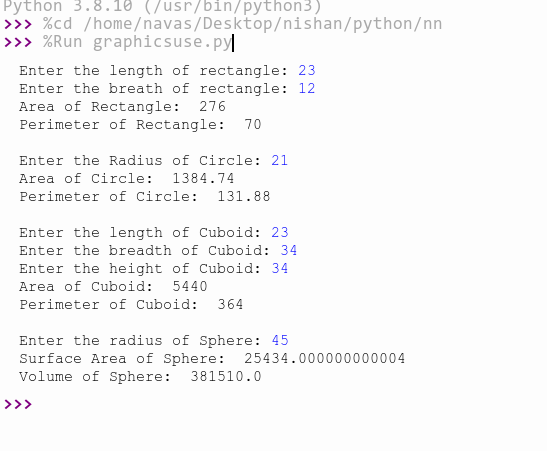 Python 3.8.10 (/usr/bin/python3)
>>> %cd /home/navas/Desktop/nishan/python/nn
>>> %Run graphicsuse.py
Enter the length of rectangle: 23
Enter the breath of rectangle: 12
Area of Rectangle:  276
Perimeter of Rectangle:  70
Enter the Radius of Circle: 21
Area of Circle:  1384.74
Perimeter of Circle:  131.88
Enter the length of Cuboid: 23
Enter the breadth of Cuboid: 34
Enter the height of Cuboid: 34
Area of Cuboid:  5440
Perimeter of Cuboid:  364
Enter the radius of Sphere: 45
Surface Area of Sphere:  25434.000000000004
Volume of Sphere:  381510.0
>>>